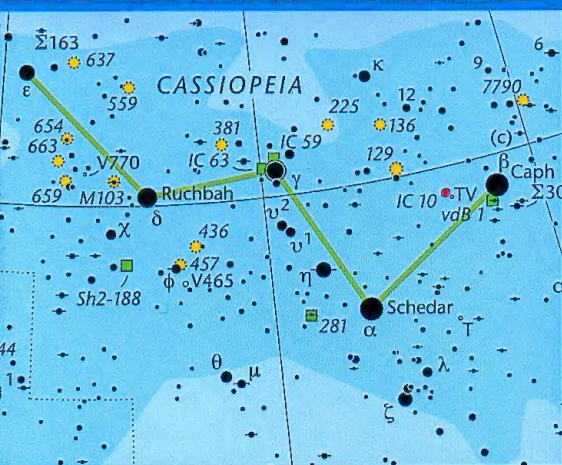 Σ163
637
ε
559
CASSIOPEIA
κ
9
6
7790
225
12
136
654
663
V770
381
IC 59
IC 63
129
(c)
β
Caph
659
M103
Ruchbah
γ
IC 10
TV
vdB 1
Σ30
δ
υ²
χ
436
υ¹
457
φ
V465
η
Sh2-188
Schedar
α
281
T
44
1
θ
μ
λ
ζ